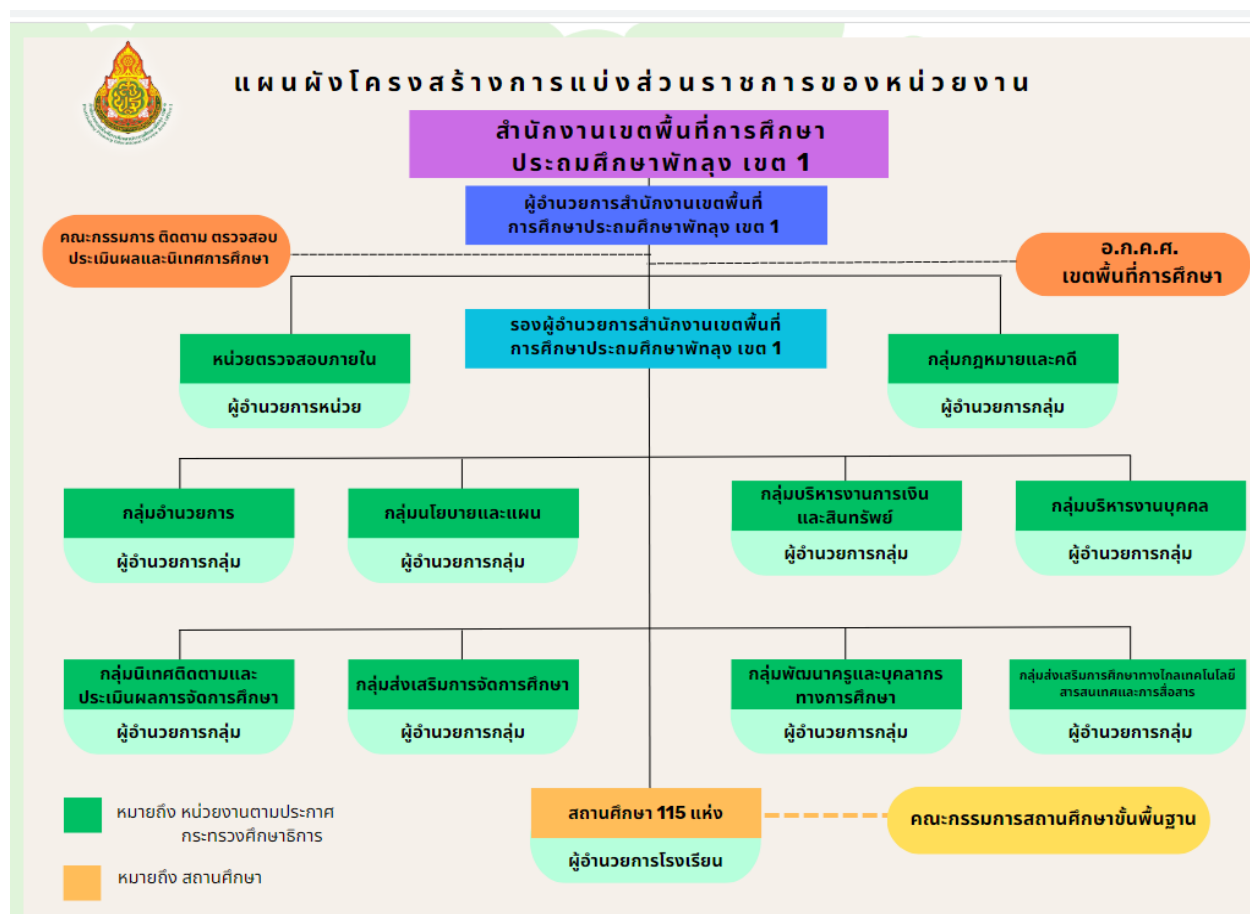 แผนผังโครงสร้างการแบ่งส่วนราชการของหน่วยงาน
สำนักงานเขตพื้นที่การศึกษา
ประถมศึกษาพัทลุง เขต 1
ผู้อำนวยการสำนักงานเขตพื้นที่
การศึกษาประถมศึกษาพัทลุง เขต 1
คณะกรรมการ ติดตาม ตรวจสอบ
ประเมินผลและนิเทศการศึกษา
อ.ก.ค.ศ.
เขตพื้นที่การศึกษา
รองผู้อำนวยการสำนักงานเขตพื้นที่
การศึกษาประถมศึกษาพัทลุง เขต 1
หน่วยตรวจสอบภายใน
ผู้อำนวยการหน่วย
กลุ่มกฎหมายและคดี
ผู้อำนวยการกลุ่ม
กลุ่มอำนวยการ
ผู้อำนวยการกลุ่ม
กลุ่มนโยบายและแผน
ผู้อำนวยการกลุ่ม
กลุ่มบริหารงานการเงิน
และสินทรัพย์
ผู้อำนวยการกลุ่ม
กลุ่มบริหารงานบุคคล
ผู้อำนวยการกลุ่ม
กลุ่มนิเทศติดตามและ
ประเมินผลการจัดการศึกษา
ผู้อำนวยการกลุ่ม
กลุ่มส่งเสริมการจัดการศึกษา
ผู้อำนวยการกลุ่ม
กลุ่มพัฒนาครูและบุคลากร
ทางการศึกษา
ผู้อำนวยการกลุ่ม
กลุ่มส่งเสริมการศึกษาทางไกลเทคโนโลยี
สารสนเทศและการสื่อสาร
ผู้อำนวยการกลุ่ม
สถานศึกษา 115 แห่ง
ผู้อำนวยการโรงเรียน
คณะกรรมการสถานศึกษาขั้นพื้นฐาน
หมายถึง หน่วยงานตามประกาศ
กระทรวงศึกษาธิการ
หมายถึง สถานศึกษา